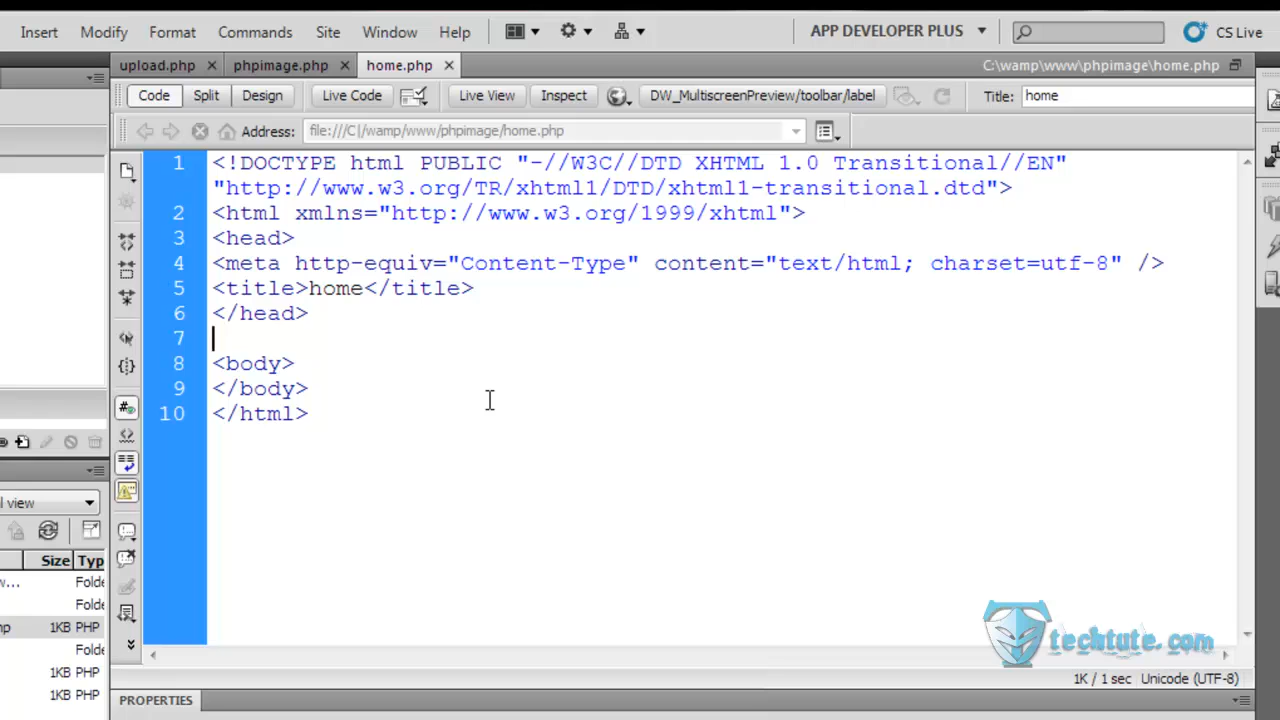 Insert Modify Format Commands Site Window Help APP DEVELOPER PLUS CS Live
upload.php phpimage.php home.php C:\wamp\www\phpimage\home.php
Code Split Design Live Code Live View Inspect DW_MultiscreenPreview/toolbar/label Title: home
Address: file:///C|/wamp/www/phpimage/home.php
1 <!DOCTYPE html PUBLIC "-//W3C//DTD XHTML 1.0 Transitional//EN"
"http://www.w3.org/TR/xhtml1/DTD/xhtml1-transitional.dtd">
2 <html xmlns="http://www.w3.org/1999/xhtml">
3 <head>
4 <meta http-equiv="Content-Type" content="text/html; charset=utf-8" />
5 <title>home</title>
6 </head>
7
8 <body>
9 </body>
10 </html>
l view
Size Typ
w... Folde
Folde
np 1KB PHP
Folde
1KB PHP
1KB PHP
techtute.com
1K / 1 sec Unicode (UTF-8)
PROPERTIES